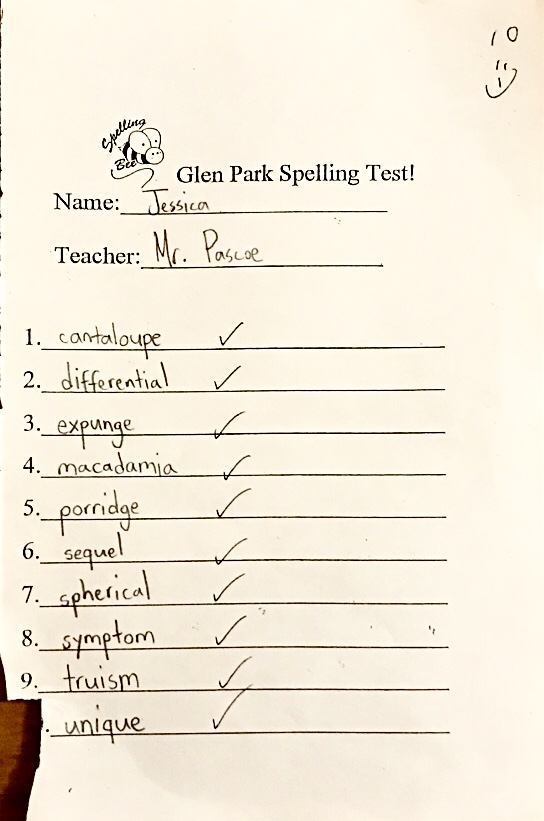 10
Spelling
Bee
Glen Park Spelling Test!
Name: Jessica
Teacher: Mr. Pascoe
1. cantaloupe ✓
2. differential ✓
3. expunge ✓
4. macadamia ✓
5. porridge ✓
6. sequel ✓
7. spherical ✓
8. symptom ✓
9. truism ✓
. unique ✓